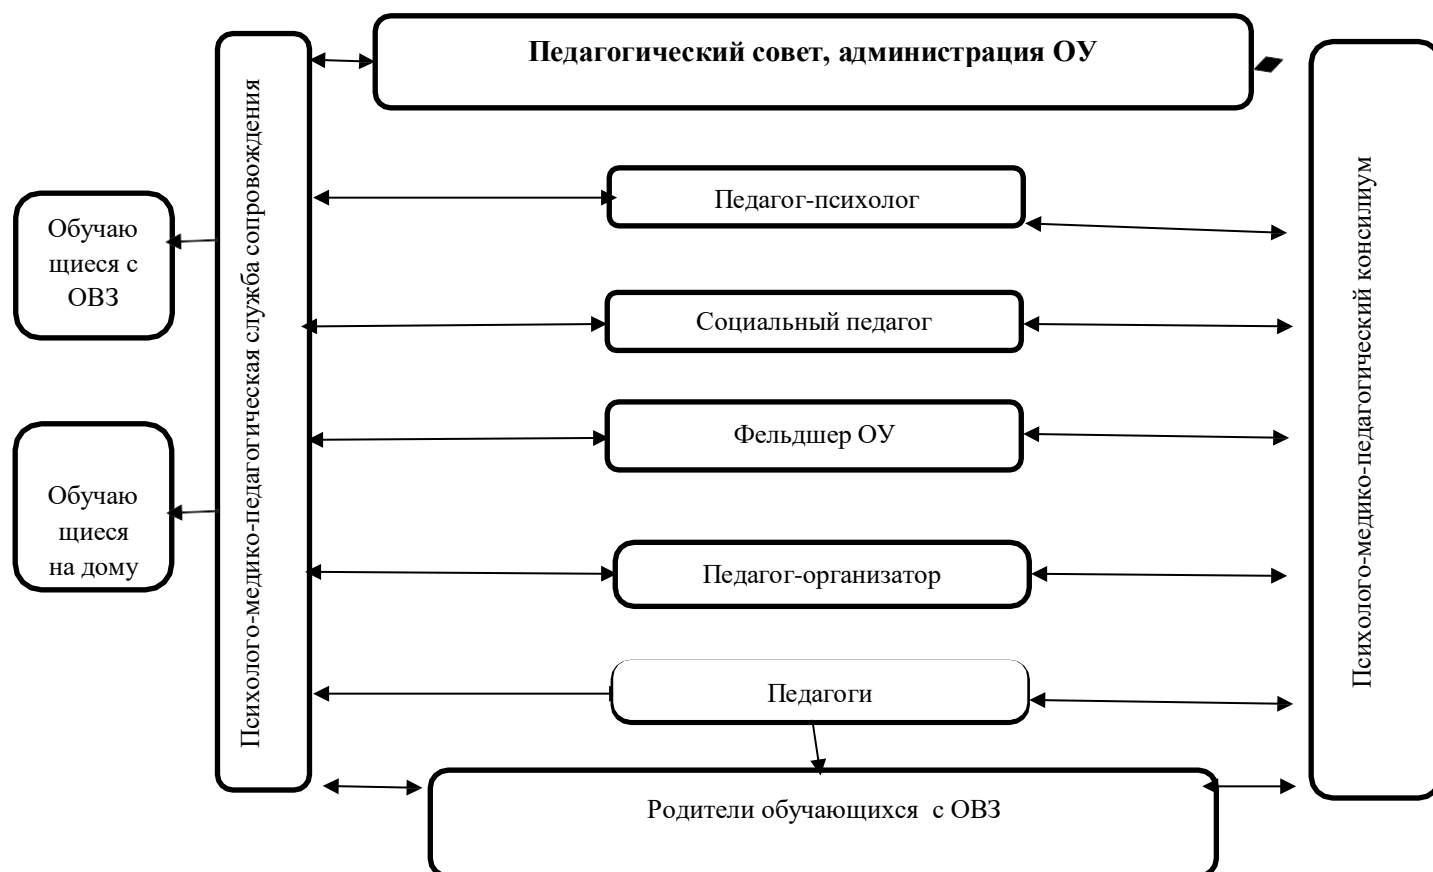 Педагогический совет, администрация ОУ
Психолого-медико-педагогическая служба сопровождения
Психолого-медико-педагогический консилиум
Педагог-психолог
Обучаю
щиеся с
ОВЗ
Социальный педагог
Фельдшер ОУ
Обучаю
щиеся
на дому
Педагог-организатор
Педагоги
Родители обучающихся  с ОВЗ